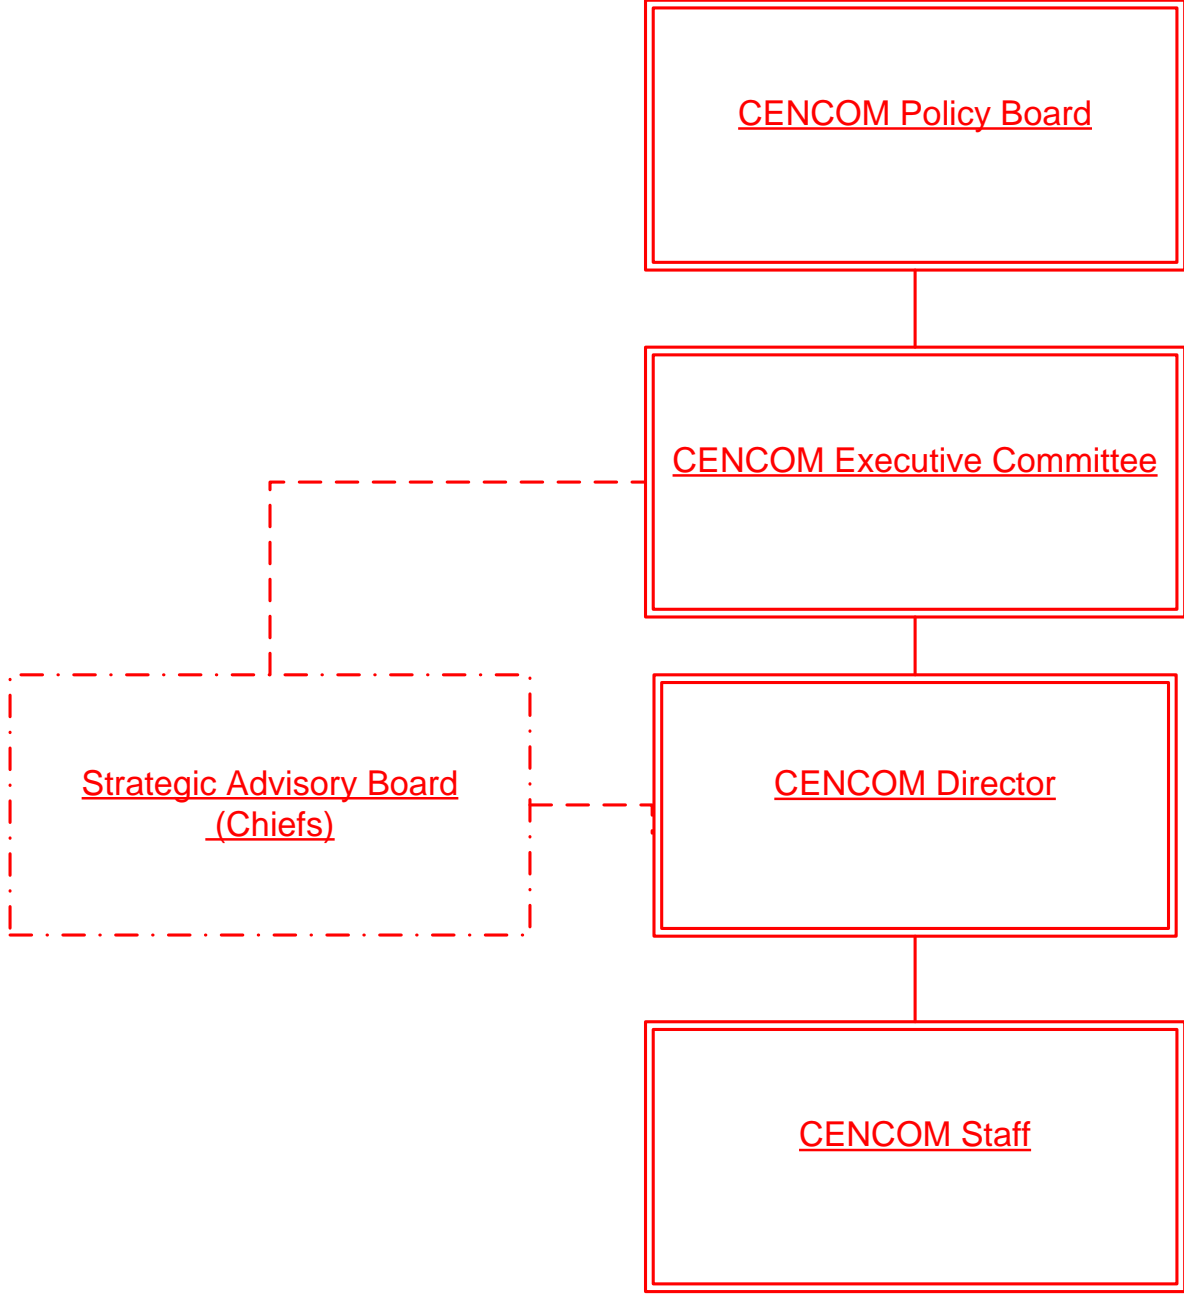 CENCOM Policy Board
CENCOM Executive Committee
Strategic Advisory Board
(Chiefs)
CENCOM Director
CENCOM Staff